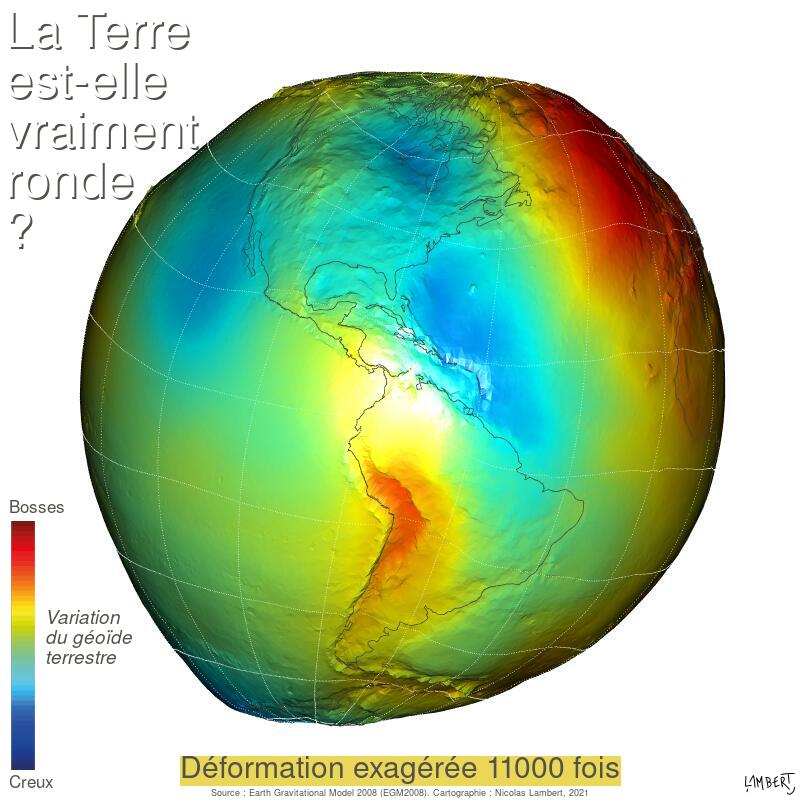 La Terre
est-elle
vraiment
ronde
?
Bosses
Variation
du géoïde
terrestre
Creux
Déformation exagérée 11000 fois
Source : Earth Gravitational Model 2008 (EGM2008). Cartographie : Nicolas Lambert, 2021
LAMBERT